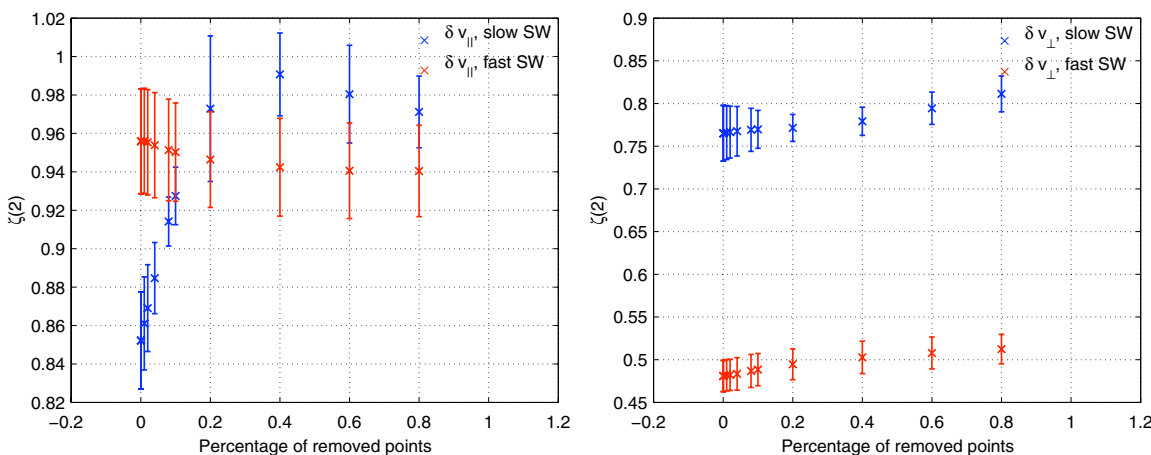 1.02
1
0.98
0.96
0.94
0.92
0.9
0.88
0.86
0.84
0.82
ζ(2)
δ v||, slow SW
δ v||, fast SW
−0.2 0 0.2 0.4 0.6 0.8 1 1.2
Percentage of removed points
0.9
0.85
0.8
0.75
0.7
0.65
0.6
0.55
0.5
0.45
ζ(2)
δ v⊥, slow SW
δ v⊥, fast SW
−0.2 0 0.2 0.4 0.6 0.8 1 1.2
Percentage of removed points